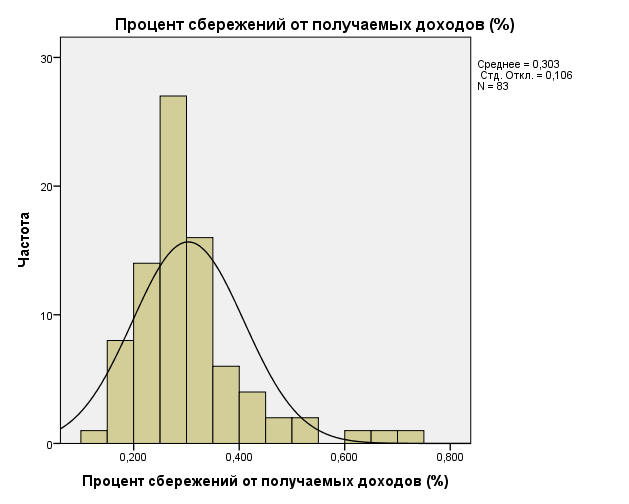 Процент сбережений от получаемых доходов (%)
Среднее = 0,303
Стд. Откл. = 0,106
N = 83
30
20
10
0
Частота
0,200 0,400 0,600 0,800
Процент сбережений от получаемых доходов (%)